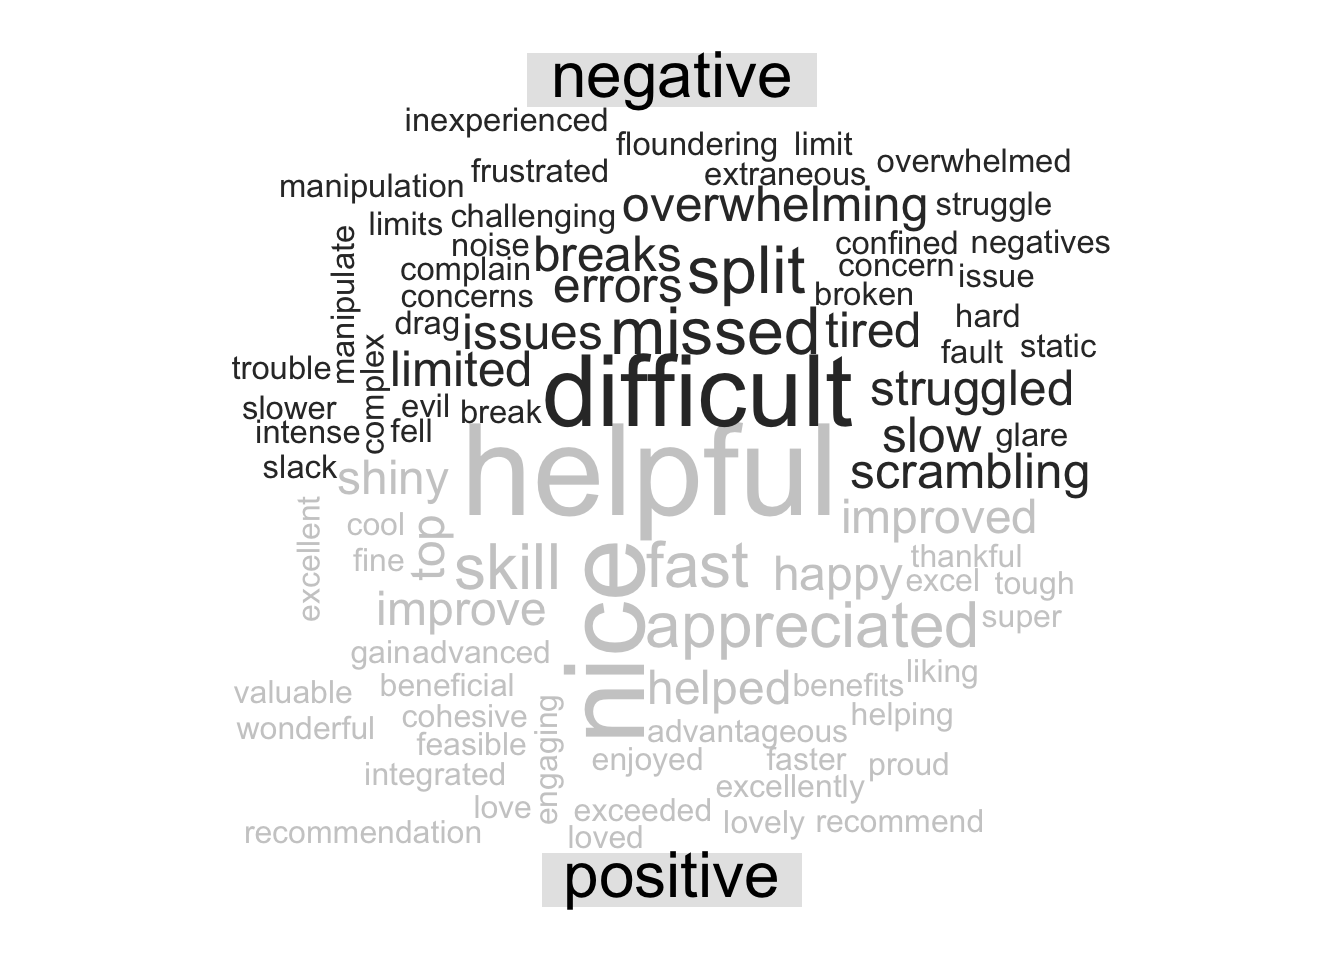 negative
inexperienced
floundering limit
frustrated extraneous overwhelmed
manipulation
overwhelming struggle
limits challenging
noise breaks confined negatives
manipulate
complain split concern issue
concerns errors broken
drag issues missed tired hard
fault static
trouble complex limited difficult struggled
slower evil break
intense fell slow glare
slack shiny helpful scrambling
excellent cool top improved
fine skill nice fast happy thankful
excel tough
improve appreciated super
gain advanced
valuable beneficial helped benefits liking
wonderful cohesive engaging advantageous helping
feasible enjoyed faster proud
integrated excellently
love exceeded lovely recommend
recommendation loved
positive